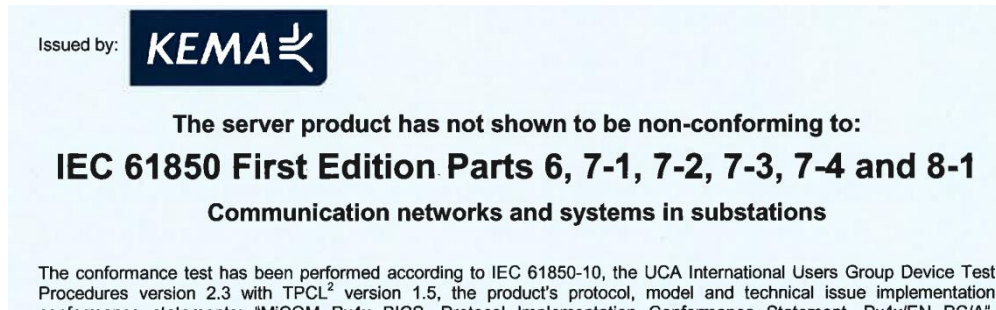 Issued by:
KEMA
The server product has not shown to be non-conforming to:
IEC 61850 First Edition Parts 6, 7-1, 7-2, 7-3, 7-4 and 8-1
Communication networks and systems in substations
The conformance test has been performed according to IEC 61850-10, the UCA International Users Group Device Test
Procedures version 2.3 with TPCL² version 1.5, the product's protocol, model and technical issue implementation